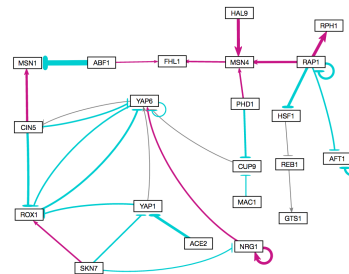 HAL9
RPH1
MSN1
ABF1
FHL1
MSN4
RAP1
YAP6
PHD1
HSF1
CIN5
CUP9
REB1
AFT1
MAC1
ROX1
YAP1
GTS1
ACE2
NRG1
SKN7